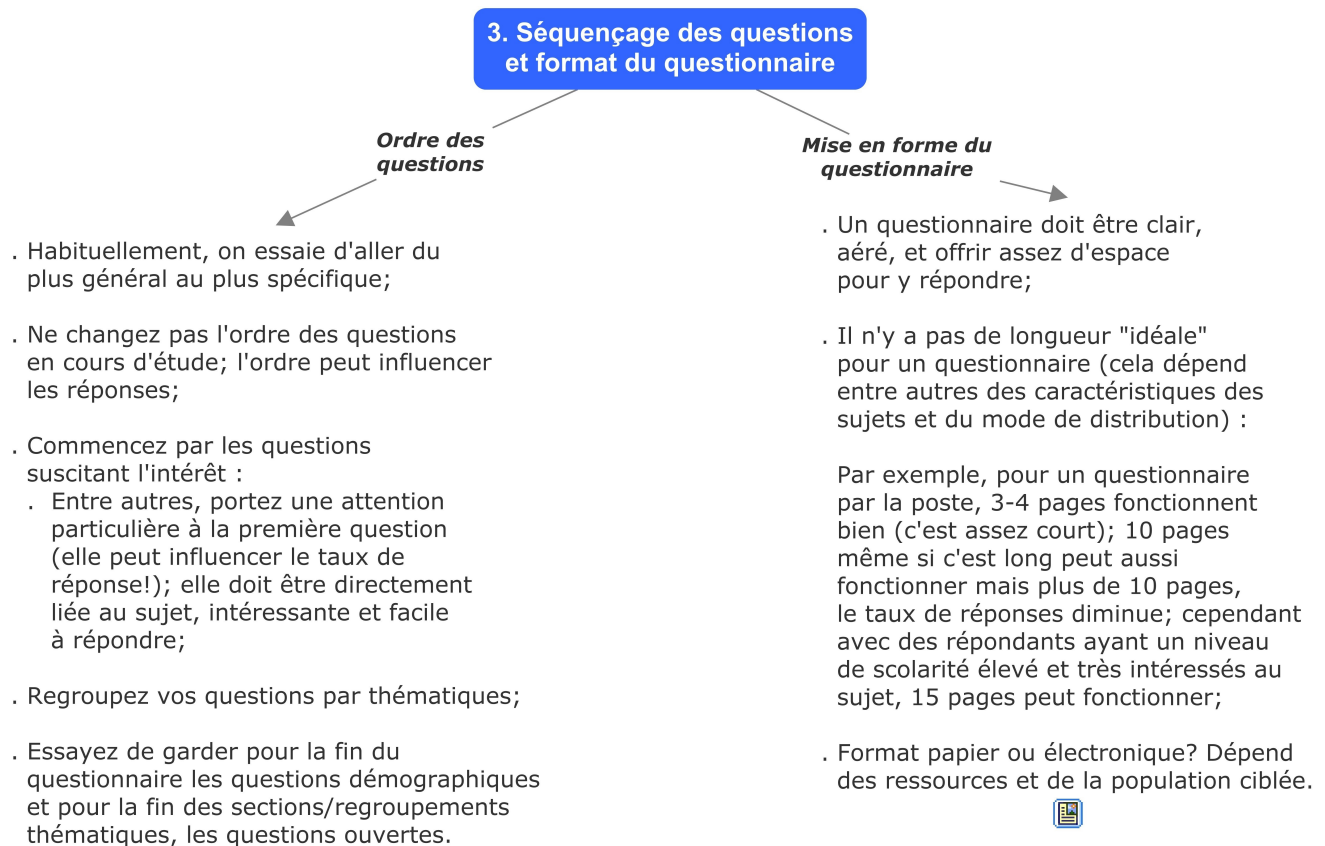 3. Séquençage des questions
et format du questionnaire
Ordre des
questions
. Habituellement, on essaie d'aller du
plus général au plus spécifique;
. Ne changez pas l'ordre des questions
en cours d'étude; l'ordre peut influencer
les réponses;
. Commencez par les questions
suscitant l'intérêt :
. Entre autres, portez une attention
particulière à la première question
(elle peut influencer le taux de
réponse!); elle doit être directement
liée au sujet, intéressante et facile
à répondre;
. Regroupez vos questions par thématiques;
. Essayez de garder pour la fin du
questionnaire les questions démographiques
et pour la fin des sections/regroupements
thématiques, les questions ouvertes.
Mise en forme du
questionnaire
. Un questionnaire doit être clair,
aéré, et offrir assez d'espace
pour y répondre;
. Il n'y a pas de longueur "idéale"
pour un questionnaire (cela dépend
entre autres des caractéristiques des
sujets et du mode de distribution) :
Par exemple, pour un questionnaire
par la poste, 3-4 pages fonctionnent
bien (c'est assez court); 10 pages
même si c'est long peut aussi
fonctionner mais plus de 10 pages,
le taux de réponses diminue; cependant
avec des répondants ayant un niveau
de scolarité élevé et très intéressés au
sujet, 15 pages peut fonctionner;
. Format papier ou électronique? Dépend
des ressources et de la population ciblée.